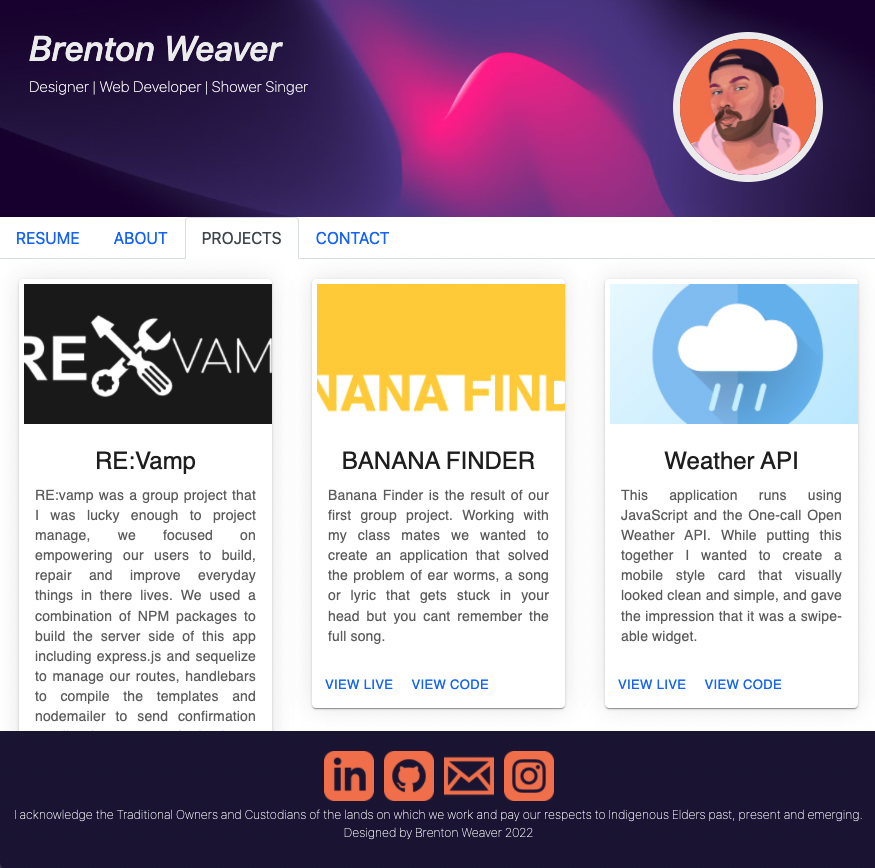 Brenton Weaver
Designer | Web Developer | Shower Singer
RESUME
ABOUT
PROJECTS
CONTACT
RE VAM
RE:Vamp
RE:vamp was a group project that
I was lucky enough to project
manage, we focused on
empowering our users to build,
repair and improve everyday
things in there lives. We used a
combination of NPM packages to
build the server side of this app
including express.js and sequelize
to manage our routes, handlebars
to compile the templates and
nodemailer to send confirmation
NANA FIND
BANANA FINDER
Banana Finder is the result of our
first group project. Working with
my class mates we wanted to
create an application that solved
the problem of ear worms, a song
or lyric that gets stuck in your
head but you cant remember the
full song.
VIEW LIVE VIEW CODE
Weather API
This application runs using
JavaScript and the One-call Open
Weather API. While putting this
together I wanted to create a
mobile style card that visually
looked clean and simple, and gave
the impression that it was a swipe-
able widget.
VIEW LIVE VIEW CODE
in
I acknowledge the Traditional Owners and Custodians of the lands on which we work and pay our respects to Indigenous Elders past, present and emerging.
Designed by Brenton Weaver 2022